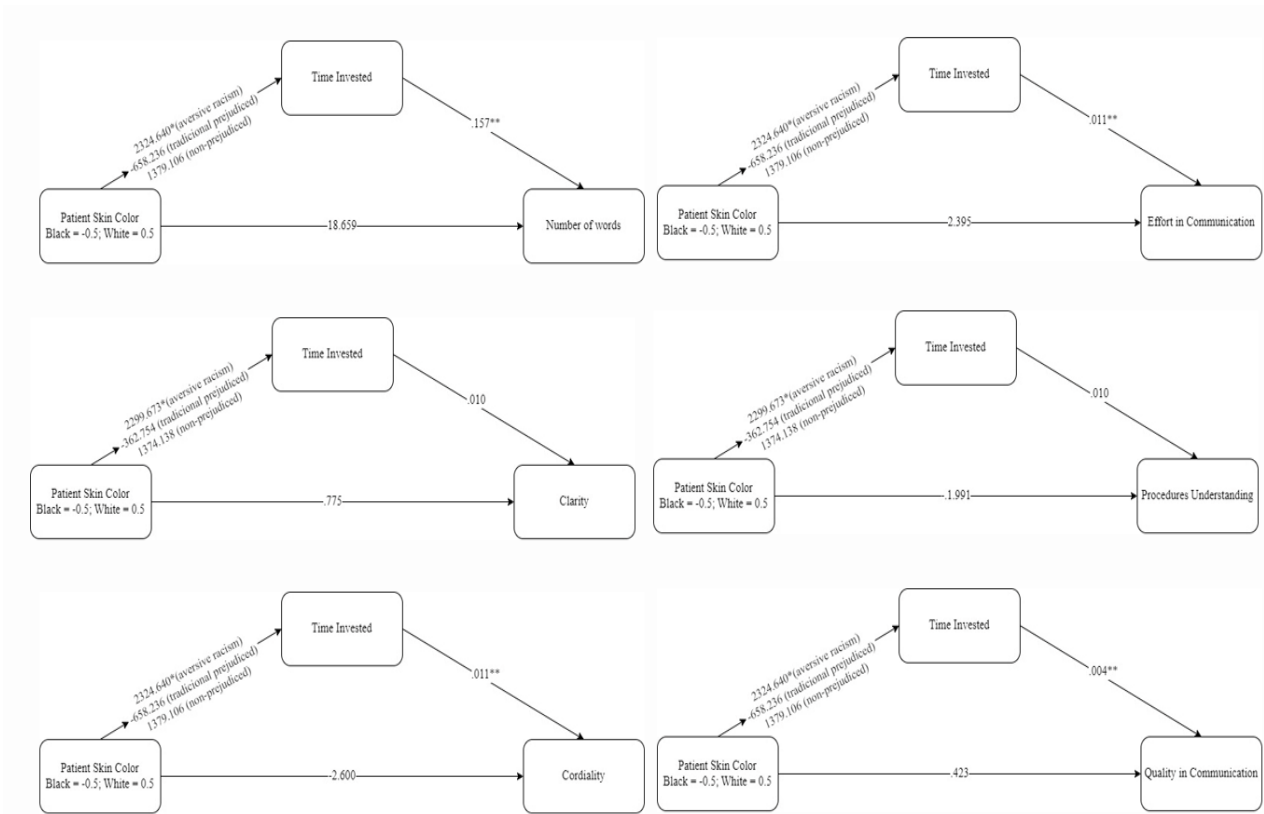 Time Invested
2324.640*(aversive racism)
-658.236 (tradicional prejudiced)
1379.106 (non-prejudiced)
.157**
Patient Skin Color
Black = -0.5; White = 0.5
-18.659
Number of words
Time Invested
2324.640*(aversive racism)
-658.236 (tradicional prejudiced)
1379.106 (non-prejudiced)
.011**
Patient Skin Color
Black = -0.5; White = 0.5
-2.395
Effort in Communication
Time Invested
2299.673*(aversive racism)
-362.754 (tradicional prejudiced)
1374.138 (non-prejudiced)
.010
Patient Skin Color
Black = -0.5; White = 0.5
.775
Clarity
Time Invested
2299.673*(aversive racism)
-362.754 (tradicional prejudiced)
1374.138 (non-prejudiced)
.010
Patient Skin Color
Black = -0.5; White = 0.5
.1.991
Procedures Understanding
Time Invested
2324.640*(aversive racism)
-658.236 (tradicional prejudiced)
1379.106 (non-prejudiced)
.011**
Patient Skin Color
Black = -0.5; White = 0.5
-2.600
Cordiality
Time Invested
2324.640*(aversive racism)
-658.236 (tradicional prejudiced)
1379.106 (non-prejudiced)
.004**
Patient Skin Color
Black = -0.5; White = 0.5
.423
Quality in Communication